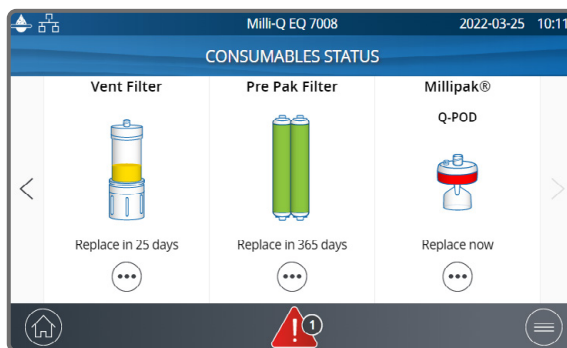 Milli-Q EQ 7008 2022-03-25 10:11
CONSUMABLES STATUS
Vent Filter
Replace in 25 days
Pre Pak Filter
Replace in 365 days
Millipak®
Q-POD
Replace now
1